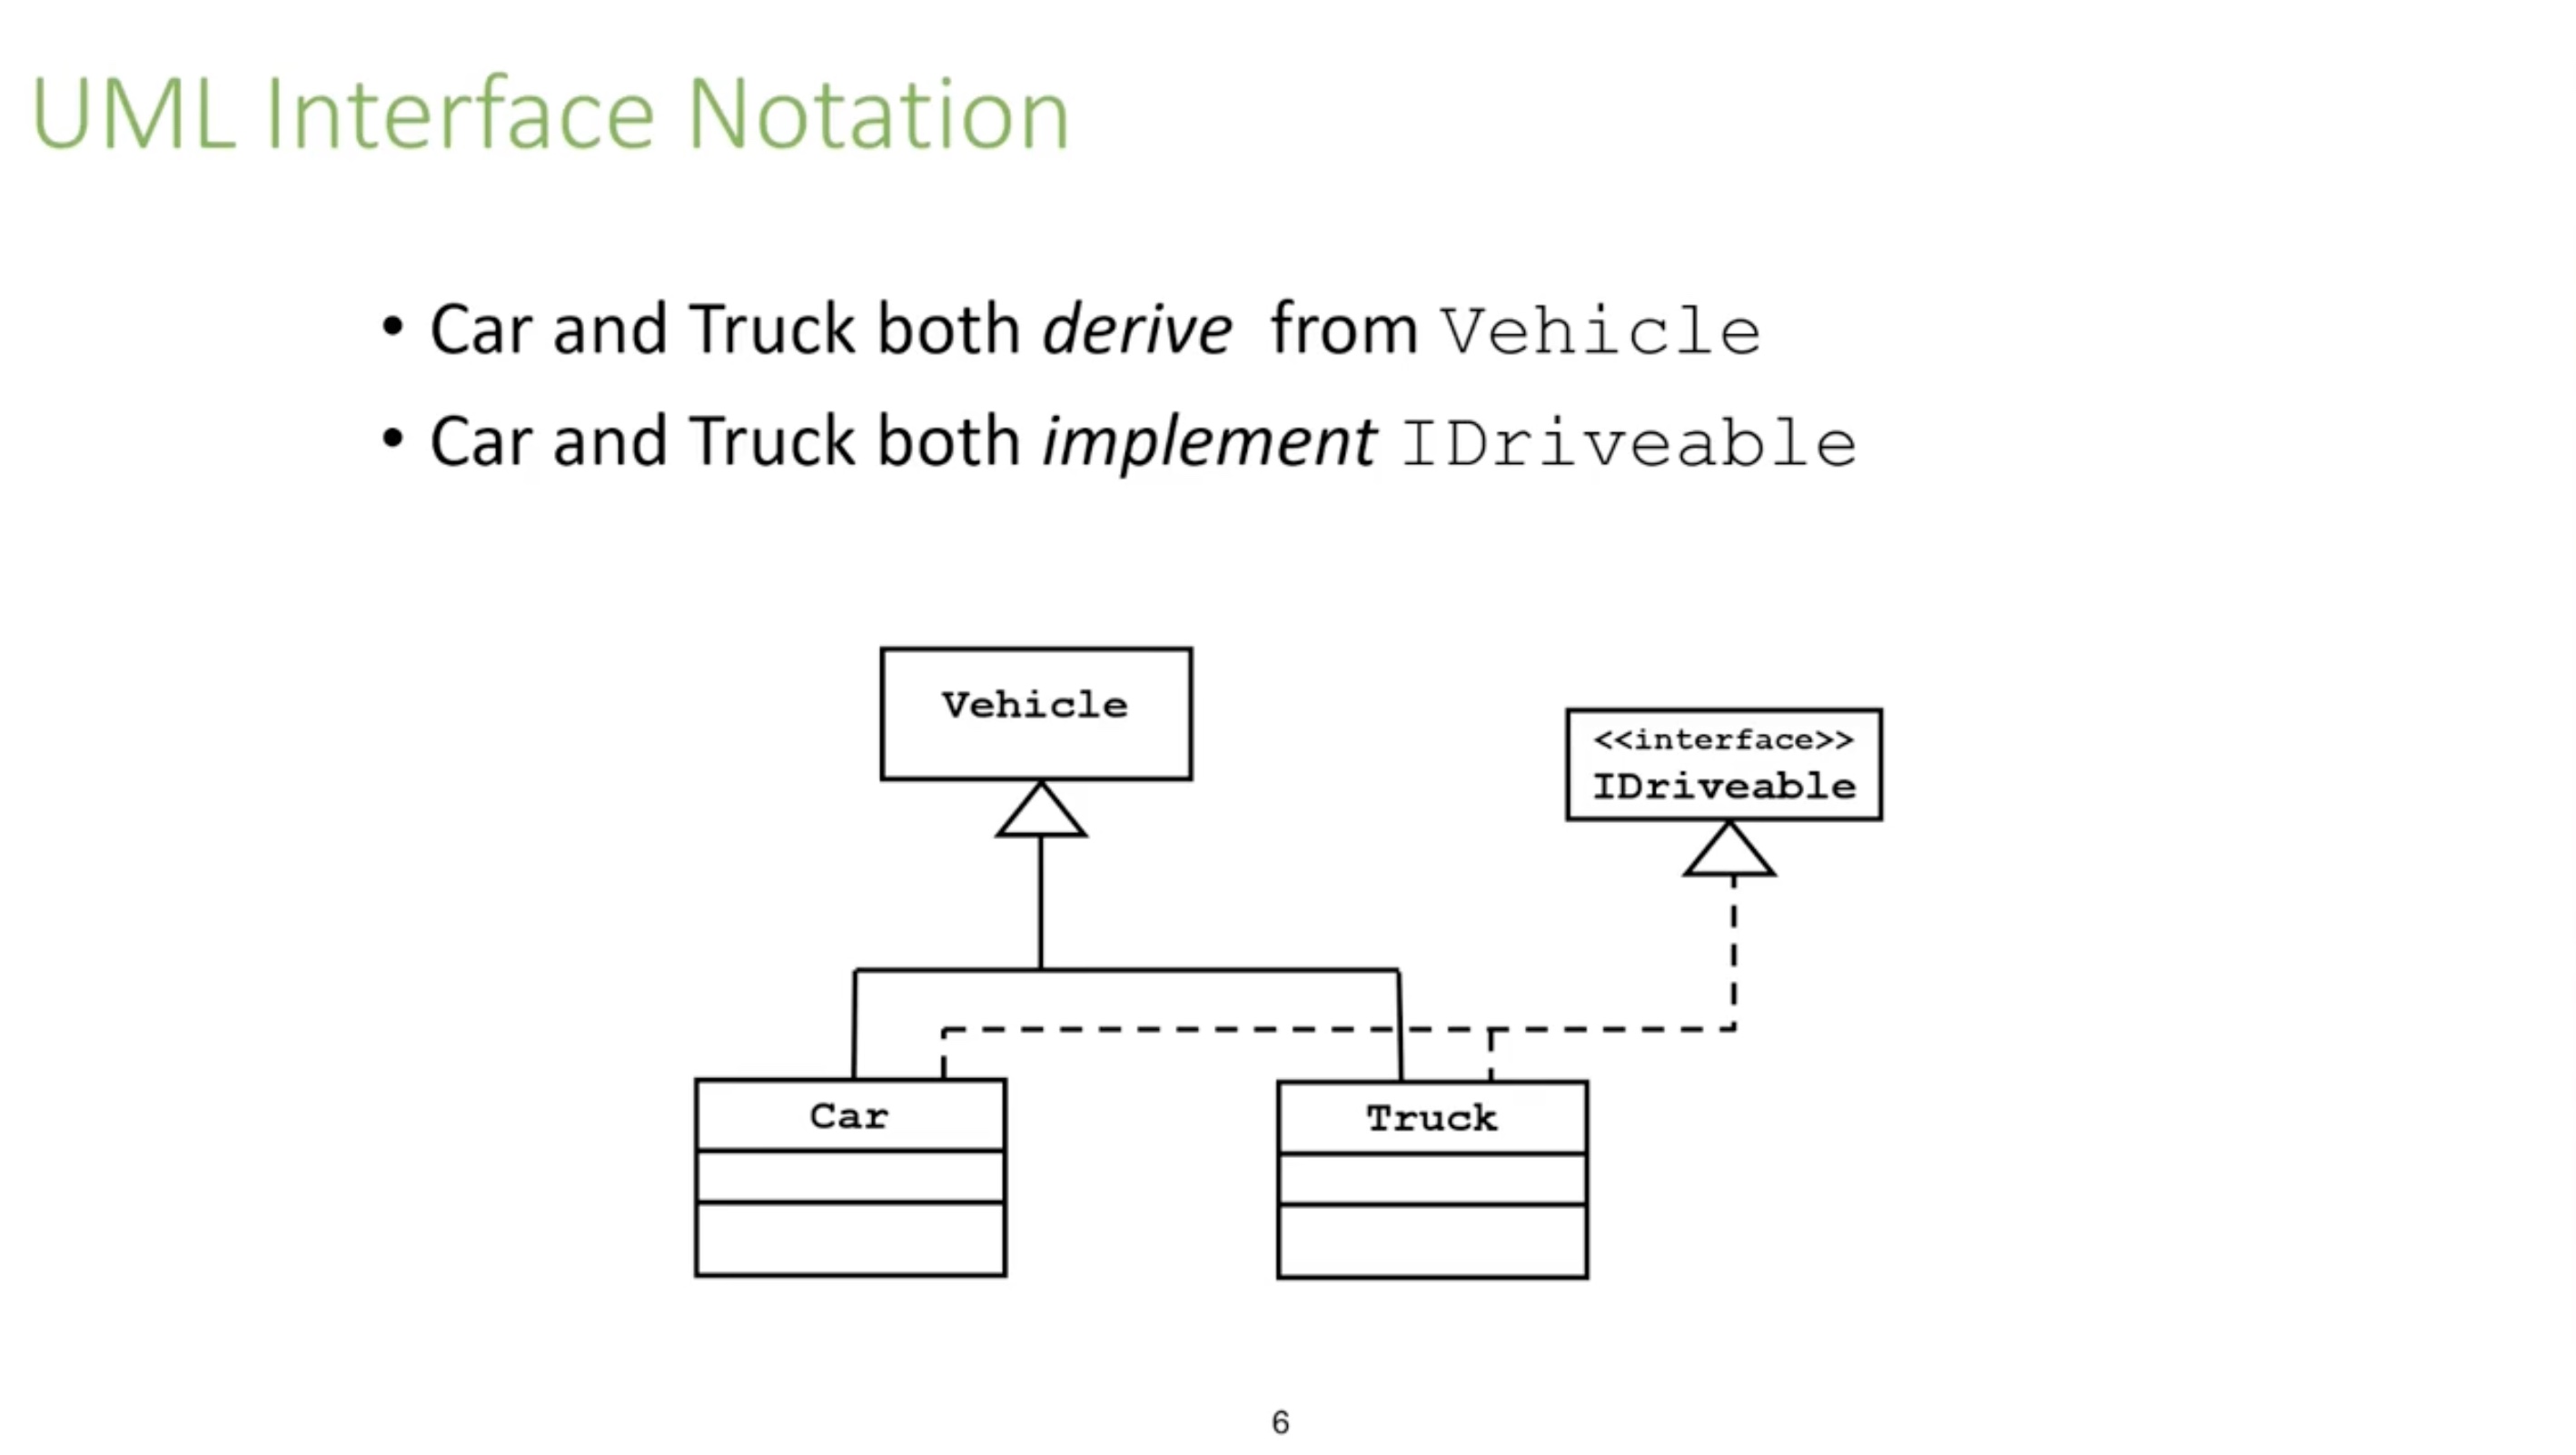 UML Interface Notation
• Car and Truck both derive from Vehicle
• Car and Truck both implement IDriveable
Vehicle
<<interface>>
IDriveable
Car
Truck
6